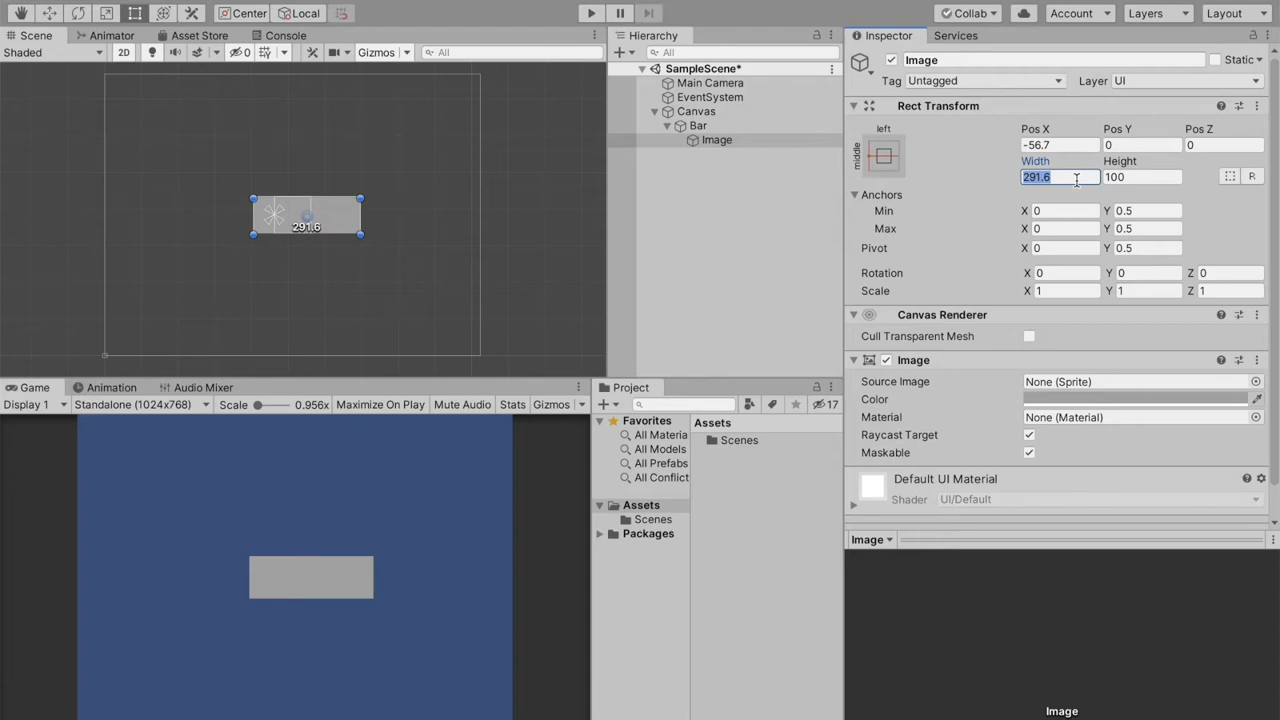 Center Local Collab Account Layers Layout
Scene Animator Asset Store Console
Shaded 2D 0 Gizmos All
291.6
Hierarchy
All
SampleScene*
Main Camera
EventSystem
Canvas
Bar
Image
Inspector Services
Image Static
Tag Untagged Layer UI
Rect Transform
left
middle
Pos X Pos Y Pos Z
-56.7 0 0
Width Height
291.6 100 R
Anchors
Min X 0 Y 0.5
Max X 0 Y 0.5
Pivot X 0 Y 0.5
Rotation X 0 Y 0 Z 0
Scale X 1 Y 1 Z 1
Canvas Renderer
Cull Transparent Mesh
Image
Source Image None (Sprite)
Color
Material None (Material)
Raycast Target
Maskable
Default UI Material
Shader UI/Default
Image
Image
Game Animation Audio Mixer
Display 1 Standalone (1024x768) Scale 0.956x Maximize On Play Mute Audio Stats Gizmos
Project
17
Favorites
All Materia
All Models
All Prefabs
All Conflict
Assets
Scenes
Packages
Assets
Scenes